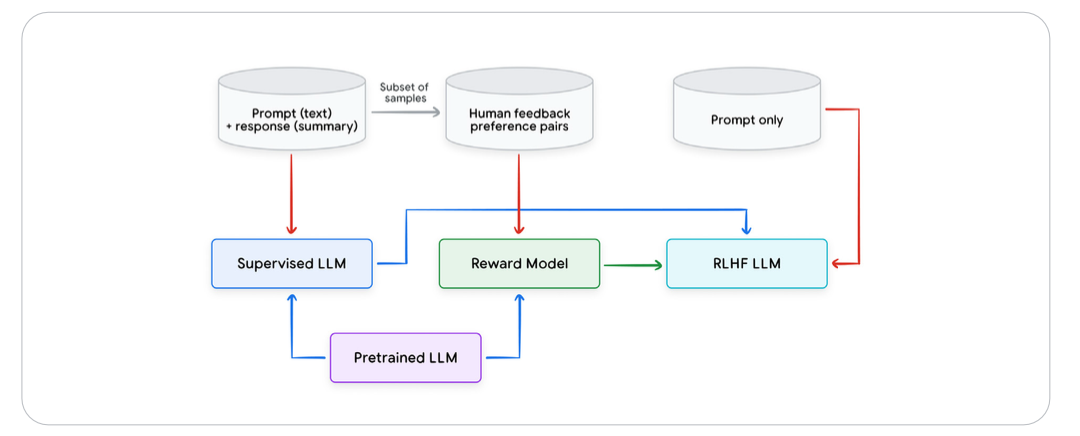 Prompt (text)
+ response (summary)
Subset of
samples
Human feedback
preference pairs
Prompt only
Supervised LLM
Reward Model
RLHF LLM
Pretrained LLM